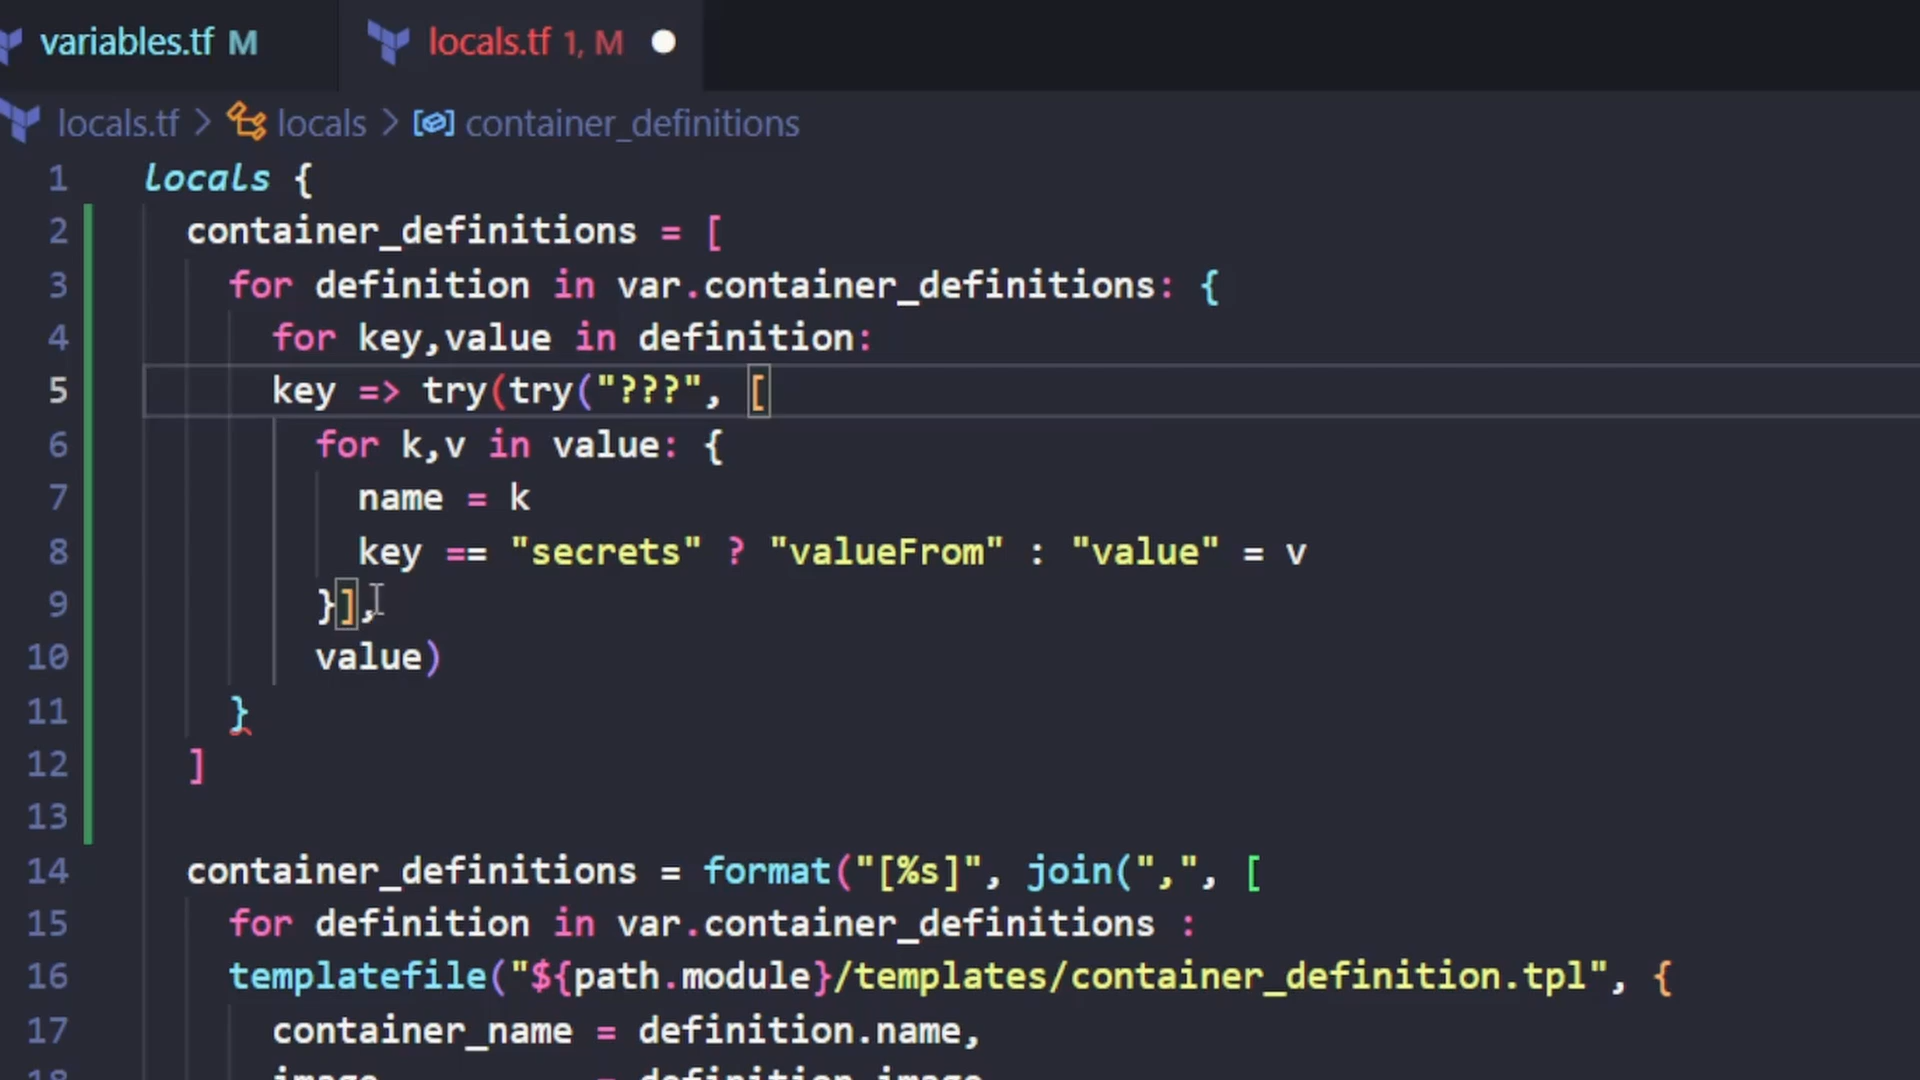 variables.tf M
locals.tf 1, M
locals.tf > locals > container_definitions
1 locals {
2 container_definitions = [
3 for definition in var.container_definitions: {
4 for key,value in definition:
5 key => try(try("???", [
6 for k,v in value: {
7 name = k
8 key == "secrets" ? "valueFrom" : "value" = v
9 }],
10 value)
11 }
12 ]
13
14 container_definitions = format("[%s]", join(",", [
15 for definition in var.container_definitions :
16 templatefile("${path.module}/templates/container_definition.tpl", {
17 container_name = definition.name,
18 image = definition.image,